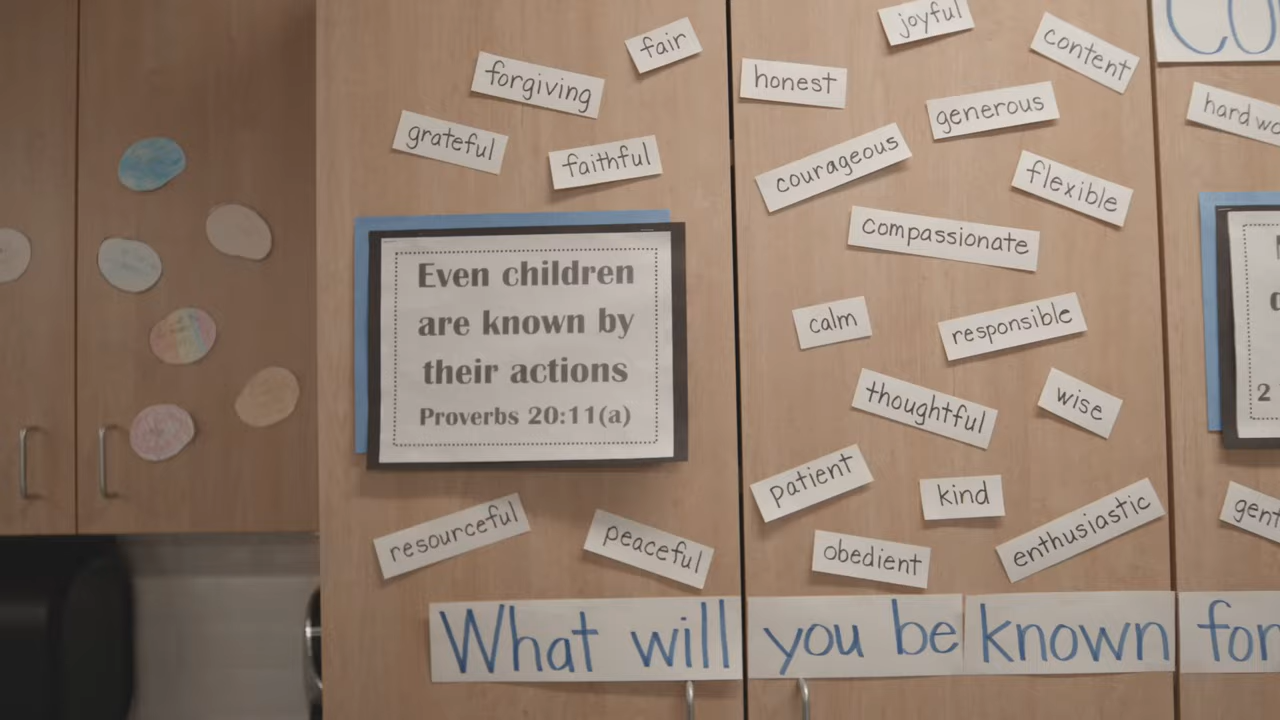 fair
forgiving
grateful
faithful
Even children
are known by
their actions
Proverbs 20:11(a)
resourceful
peaceful
joyful
content
honest
generous
courageous
flexible
compassionate
calm
responsible
thoughtful
wise
patient
kind
enthusiastic
obedient
What will you be known for